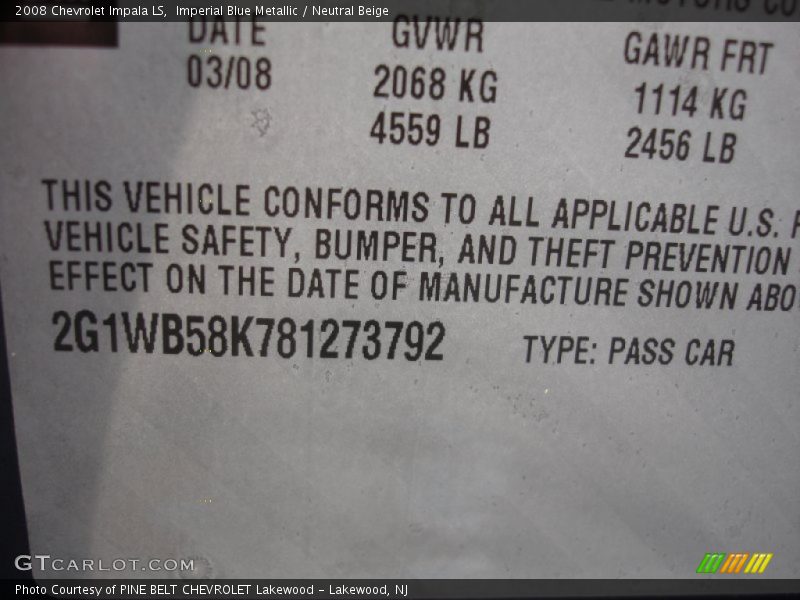 2008 Chevrolet Impala LS, Imperial Blue Metallic / Neutral Beige
MOTORS CO
DATE GVWR GAWR FRT
03/08 2068 KG 1114 KG
4559 LB 2456 LB
THIS VEHICLE CONFORMS TO ALL APPLICABLE U.S. F
VEHICLE SAFETY, BUMPER, AND THEFT PREVENTION
EFFECT ON THE DATE OF MANUFACTURE SHOWN ABO
2G1WB58K781273792 TYPE: PASS CAR
GTCARLOT.COM
Photo Courtesy of PINE BELT CHEVROLET Lakewood - Lakewood, NJ